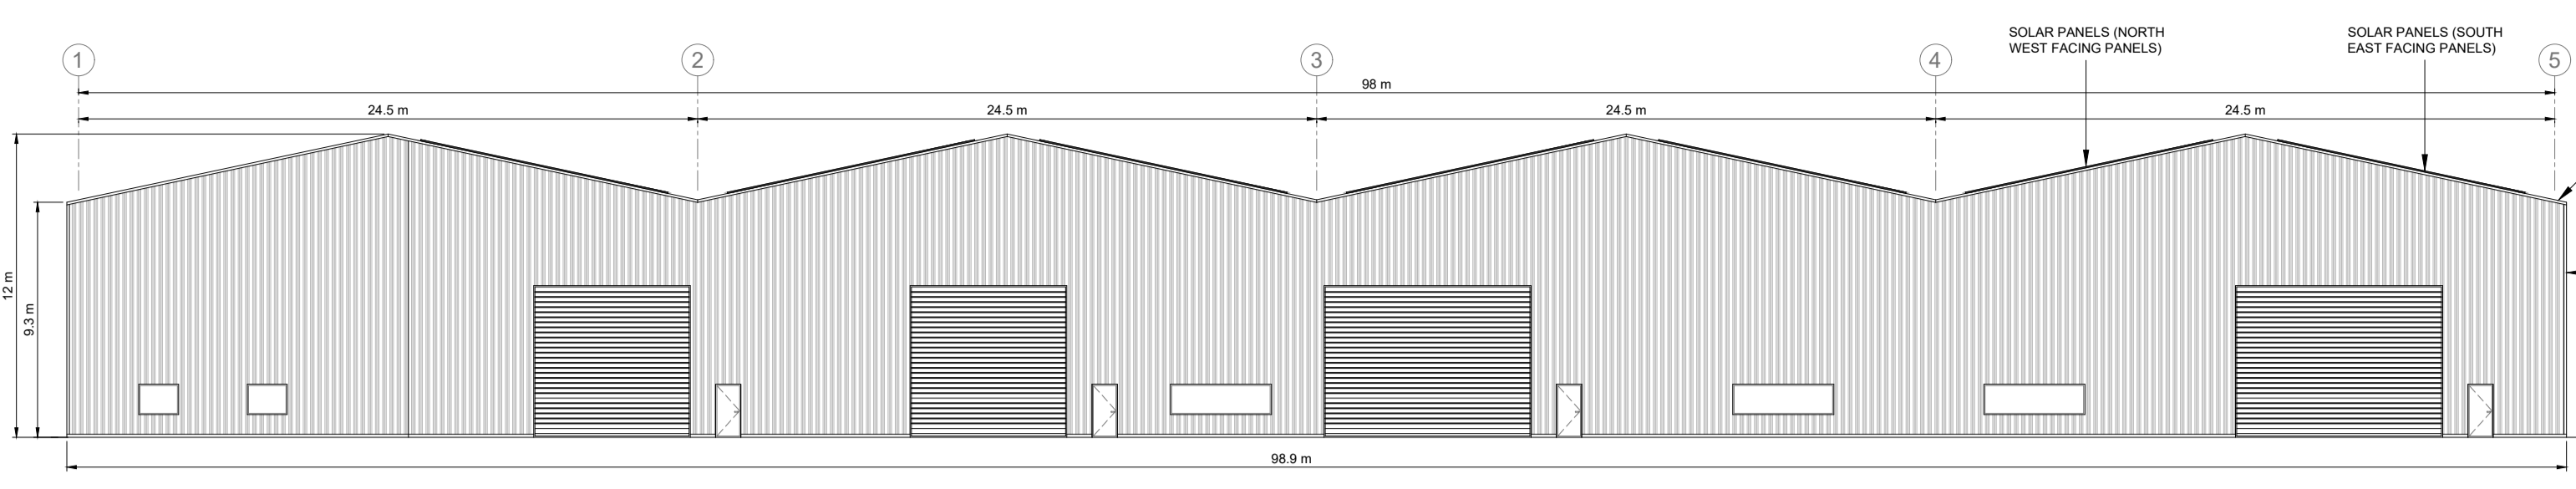 SOLAR PANELS (NORTH
WEST FACING PANELS)
SOLAR PANELS (SOUTH
EAST FACING PANELS)
1
2
3
4
5
98 m
24.5 m
24.5 m
24.5 m
24.5 m
12 m
9.3 m
98.9 m